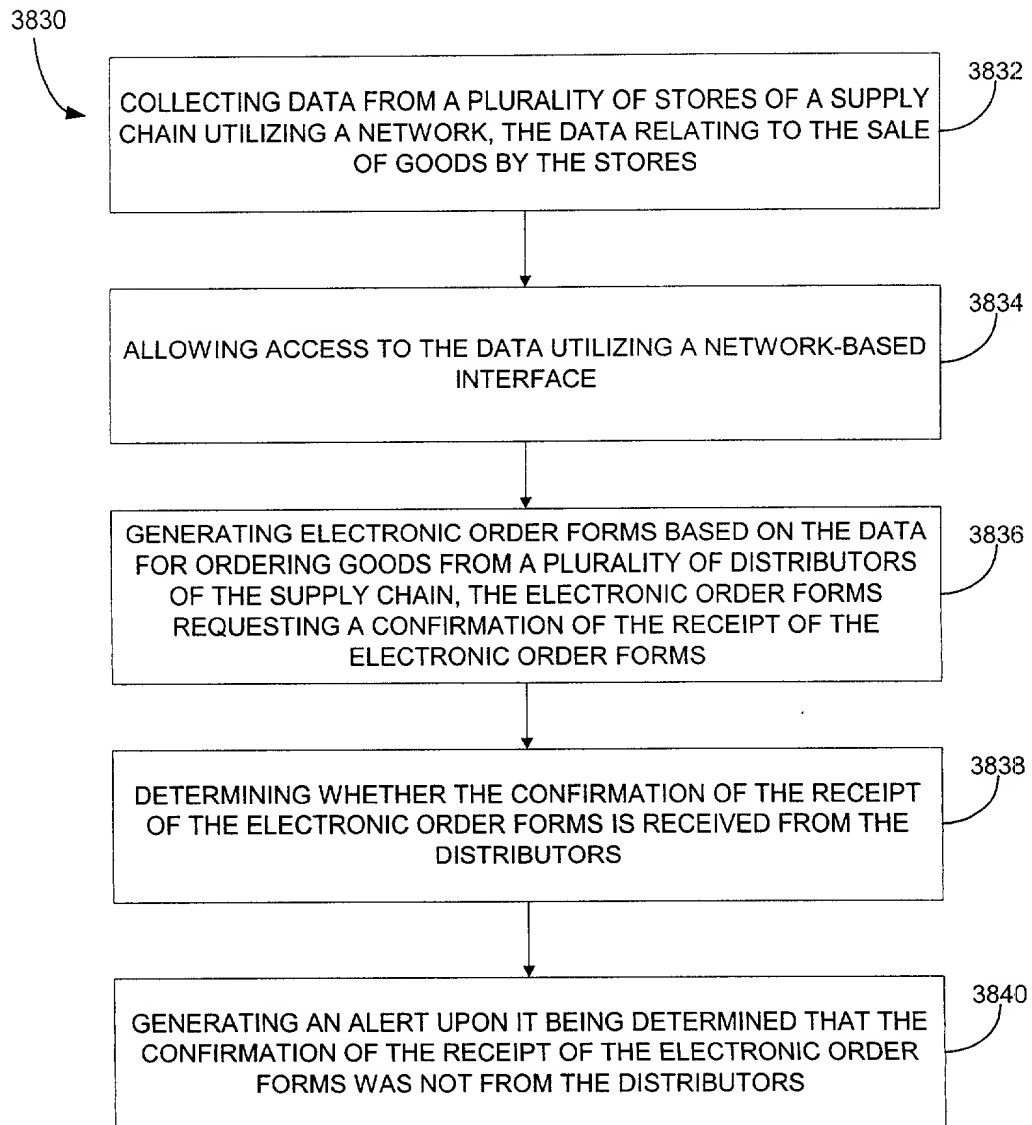 3830
3832
COLLECTING DATA FROM A PLURALITY OF STORES OF A SUPPLY
CHAIN UTILIZING A NETWORK, THE DATA RELATING TO THE SALE
OF GOODS BY THE STORES
3834
ALLOWING ACCESS TO THE DATA UTILIZING A NETWORK-BASED
INTERFACE
3836
GENERATING ELECTRONIC ORDER FORMS BASED ON THE DATA
FOR ORDERING GOODS FROM A PLURALITY OF DISTRIBUTORS
OF THE SUPPLY CHAIN, THE ELECTRONIC ORDER FORMS
REQUESTING A CONFIRMATION OF THE RECEIPT OF THE
ELECTRONIC ORDER FORMS
3838
DETERMINING WHETHER THE CONFIRMATION OF THE RECEIPT
OF THE ELECTRONIC ORDER FORMS IS RECEIVED FROM THE
DISTRIBUTORS
3840
GENERATING AN ALERT UPON IT BEING DETERMINED THAT THE
CONFIRMATION OF THE RECEIPT OF THE ELECTRONIC ORDER
FORMS WAS NOT FROM THE DISTRIBUTORS